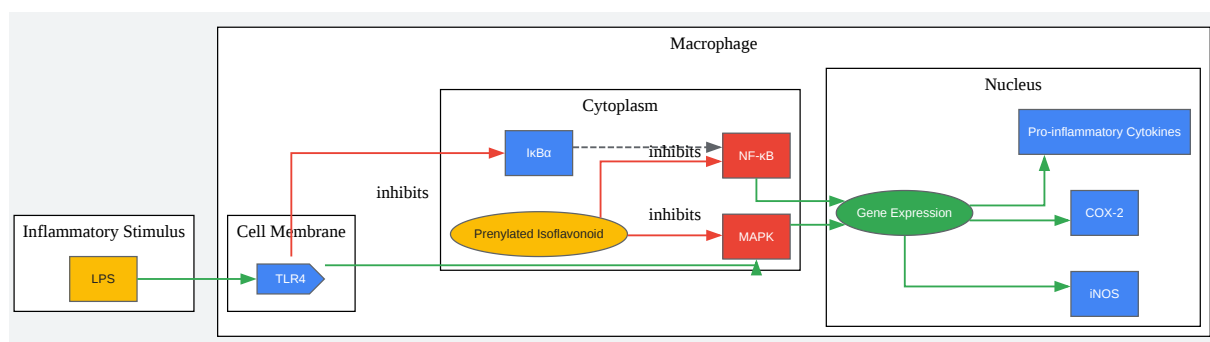 Macrophage
Nucleus
Cytoplasm
Pro-inflammatory Cytokines
IκBα
inhibits
NF-κB
inhibits
Inflammatory Stimulus
Cell Membrane
Prenylated Isoflavonoid
inhibits
MAPK
Gene Expression
COX-2
LPS
TLR4
iNOS